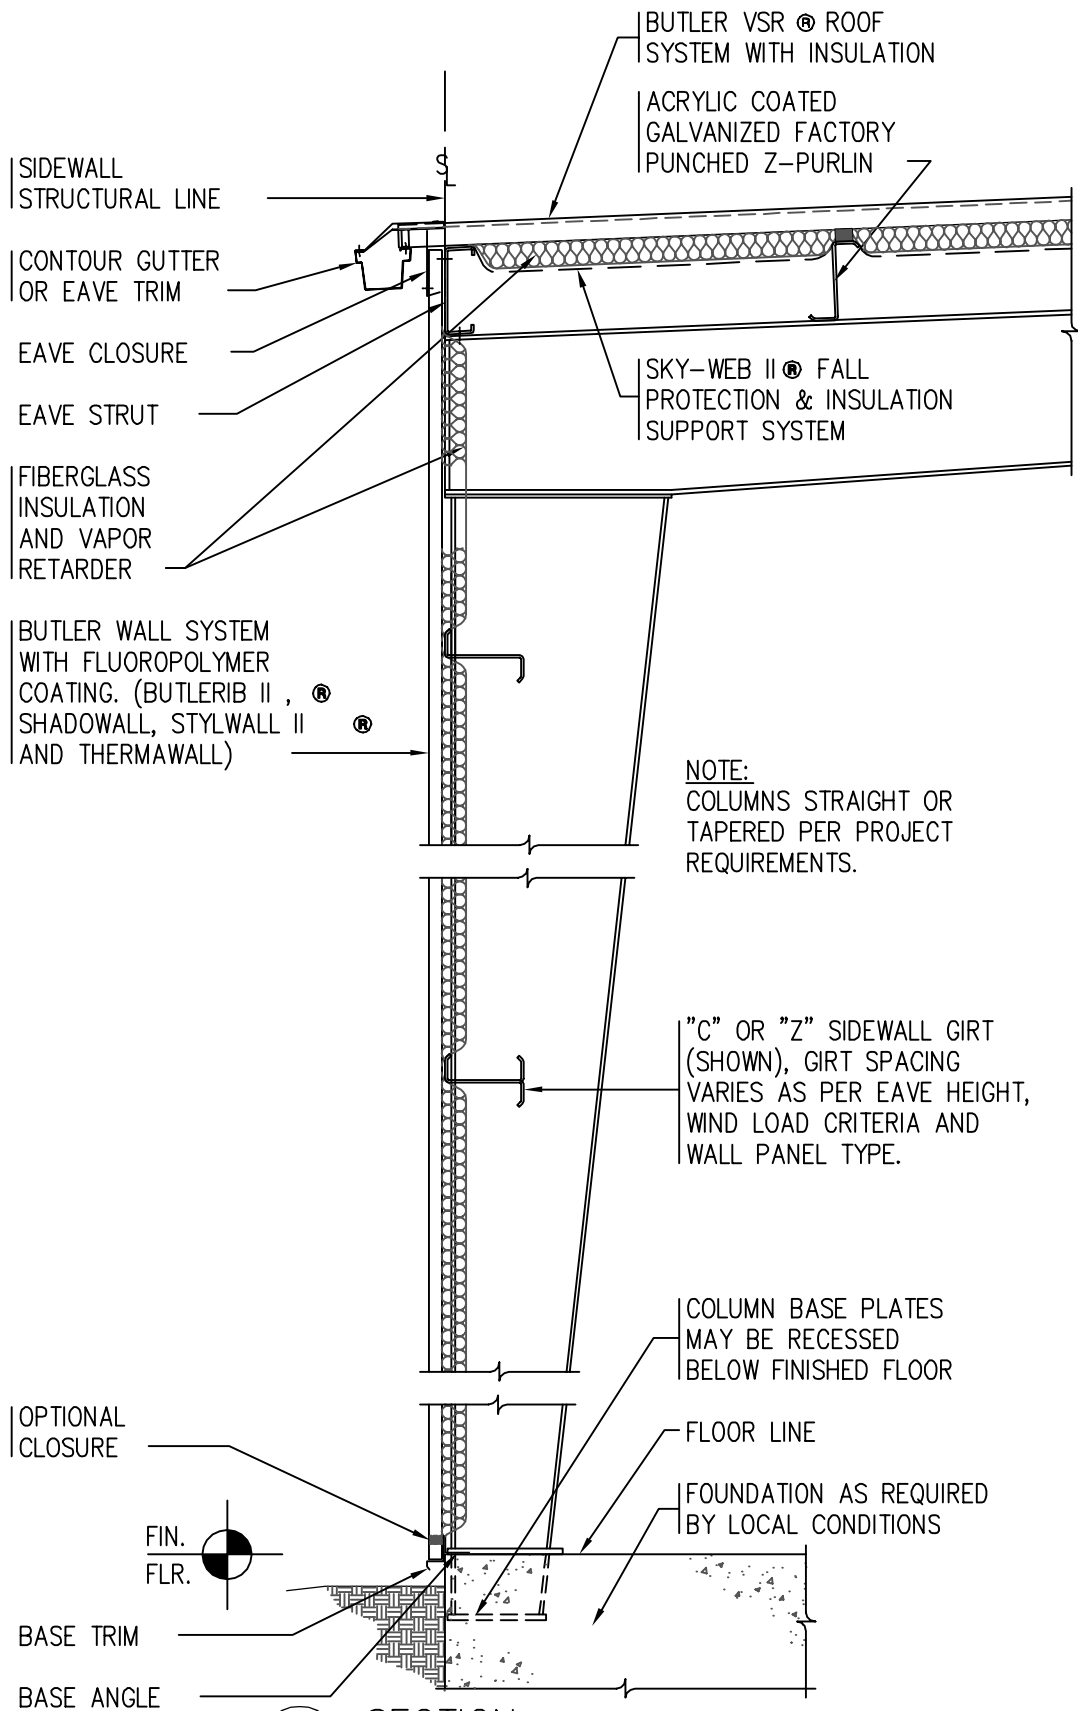 BUTLER VSR ® ROOF
SYSTEM WITH INSULATION
ACRYLIC COATED
GALVANIZED FACTORY
PUNCHED Z-PURLIN
S
L
SIDEWALL
STRUCTURAL LINE
CONTOUR GUTTER
OR EAVE TRIM
EAVE CLOSURE
EAVE STRUT
SKY-WEB II ® FALL
PROTECTION & INSULATION
SUPPORT SYSTEM
FIBERGLASS
INSULATION
AND VAPOR
RETARDER
BUTLER WALL SYSTEM
WITH FLUOROPOLYMER
COATING. (BUTLERIB II , ®
SHADOWALL, STYLWALL II ®
AND THERMAWALL)
NOTE:
COLUMNS STRAIGHT OR
TAPERED PER PROJECT
REQUIREMENTS.
"C" OR "Z" SIDEWALL GIRT
(SHOWN), GIRT SPACING
VARIES AS PER EAVE HEIGHT,
WIND LOAD CRITERIA AND
WALL PANEL TYPE.
COLUMN BASE PLATES
MAY BE RECESSED
BELOW FINISHED FLOOR
OPTIONAL
CLOSURE
FLOOR LINE
FOUNDATION AS REQUIRED
BY LOCAL CONDITIONS
FIN.
FLR.
BASE TRIM
BASE ANGLE
SECTION